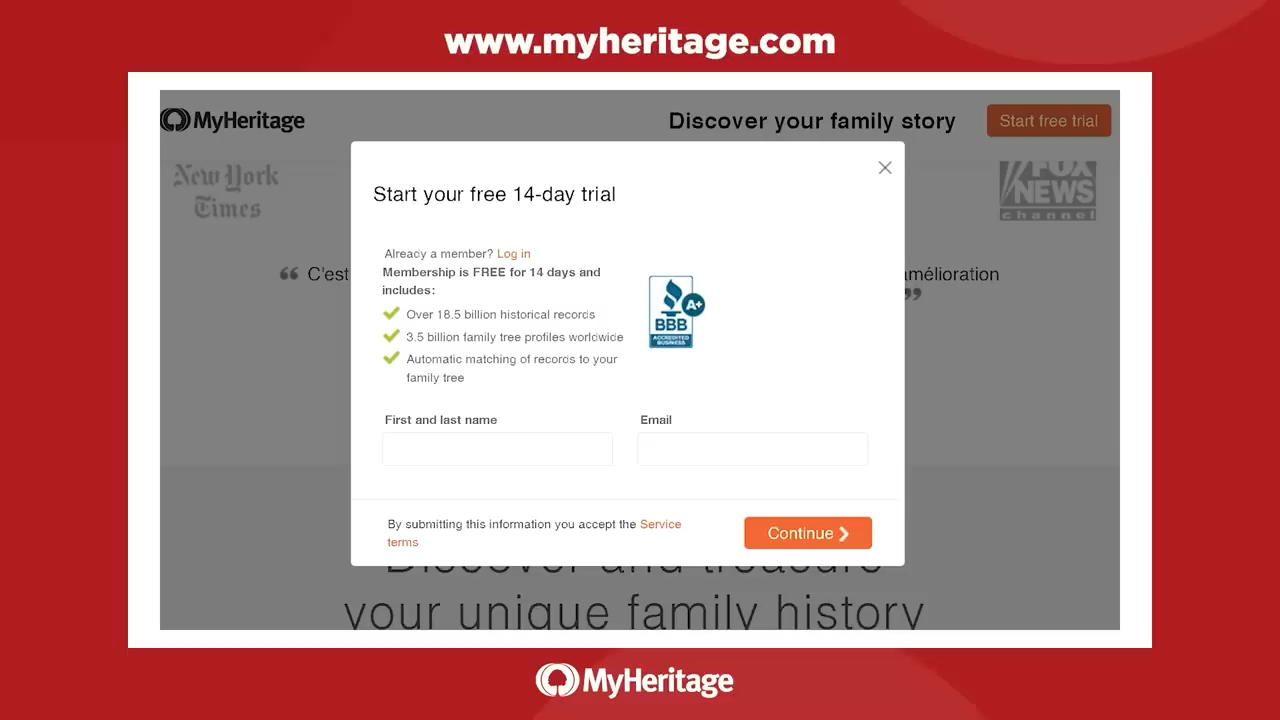 www.myheritage.com
MyHeritage
Discover your family story
Start free trial
New York
Times
FOX
NEWS
channel
Start your free 14-day trial
“ C'est
amélioration
”
Already a member? Log in
Membership is FREE for 14 days and
includes:
Over 18.5 billion historical records
3.5 billion family tree profiles worldwide
Automatic matching of records to your
family tree
A+
BBB
ACCREDITED
BUSINESS
First and last name
Email
By submitting this information you accept the Service
terms
Continue
Discover and treasure
your unique family history
MyHeritage